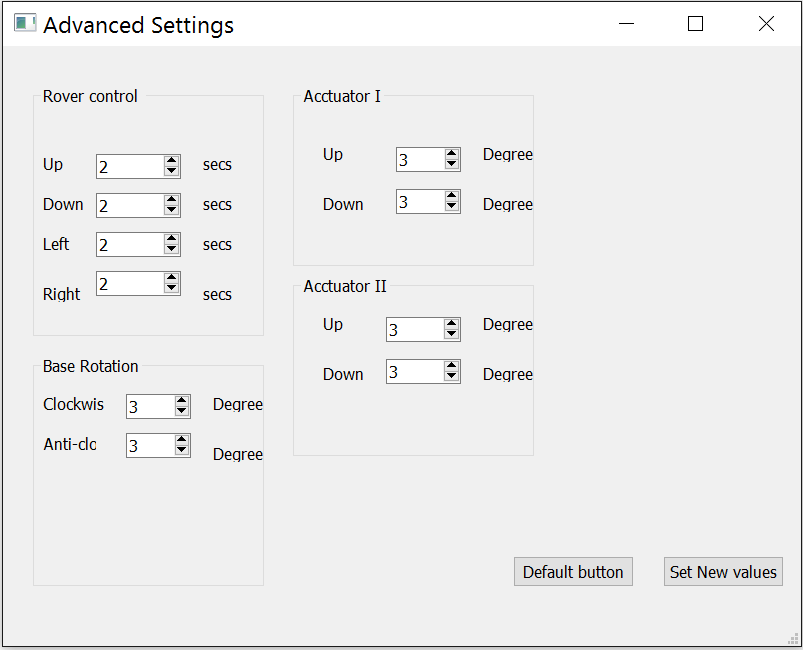 Advanced Settings
Rover control
Up 2 secs
Down 2 secs
Left 2 secs
Right 2 secs
Base Rotation
Clockwis 3 Degree
Anti-clo 3 Degree
Acctuator I
Up 3 Degree
Down 3 Degree
Acctuator II
Up 3 Degree
Down 3 Degree
Default button Set New values